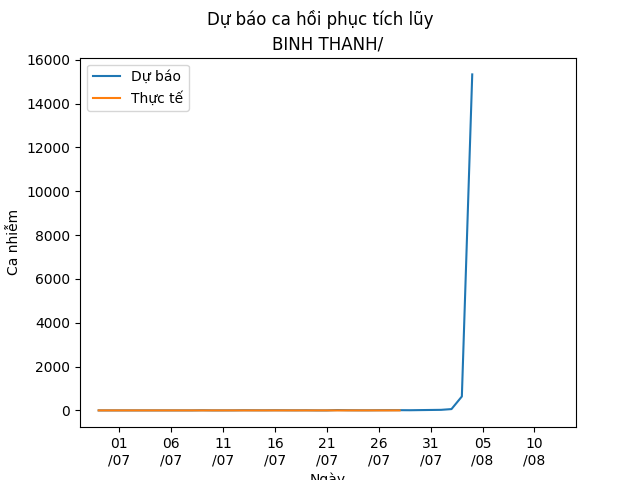 Dự báo ca hồi phục tích lũy
BINH THANH/
16000
14000
12000
10000
8000
6000
4000
2000
0
Ca nhiễm
Dự báo
Thực tế
01 06 11 16 21 26 31 05 10
/07 /07 /07 /07 /07 /07 /07 /08 /08
Ngày